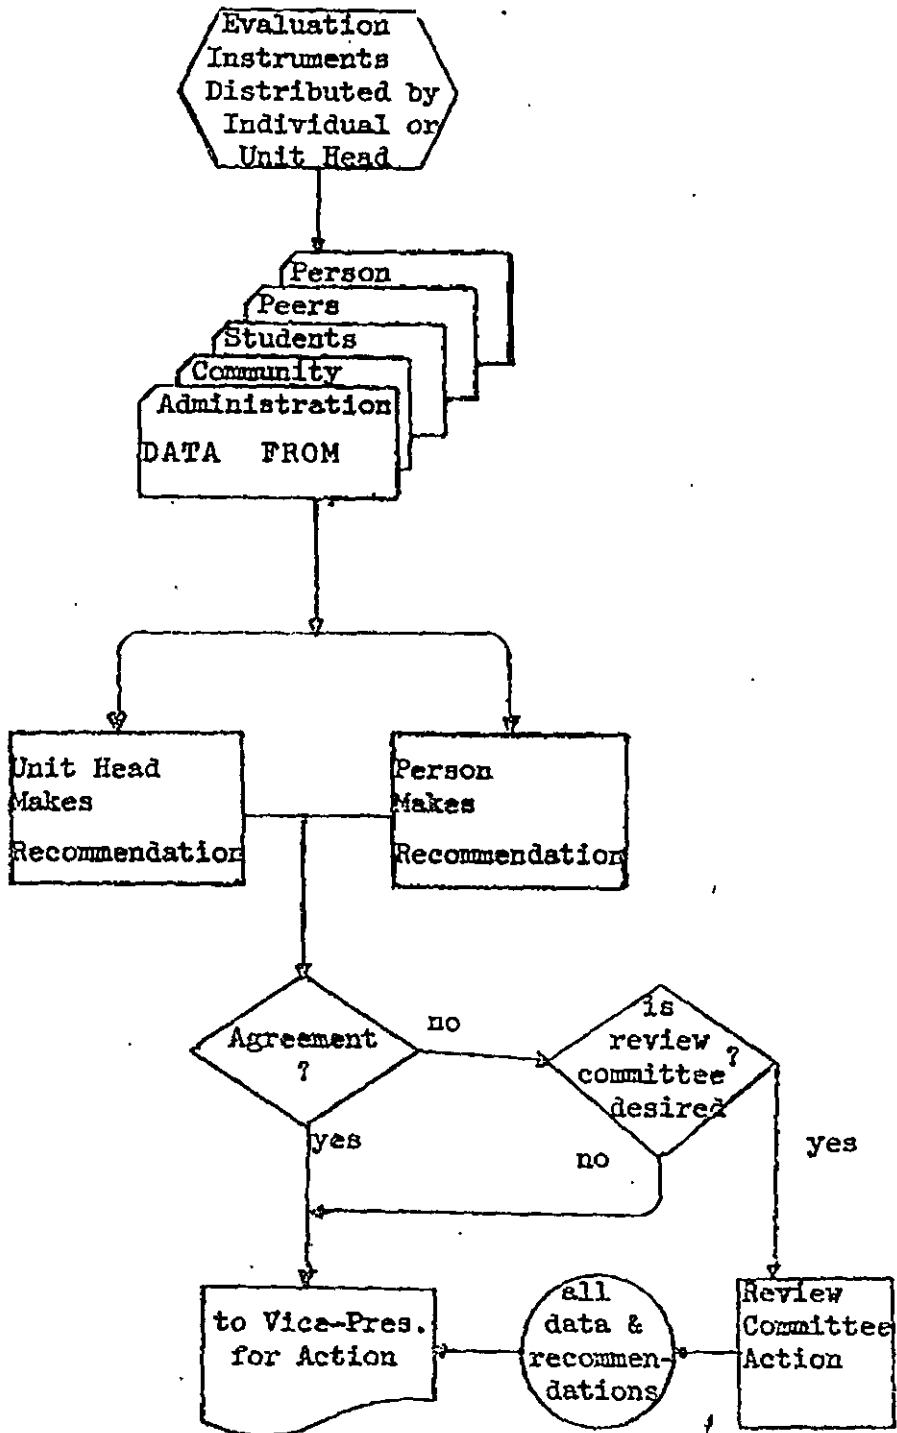 Evaluation
Instruments
Distributed by
Individual or
Unit Head
Person
Peers
Students
Community
Administration
DATA FROM
Unit Head
Makes
Recommendation
Person
Makes
Recommendation
Agreement
?
no
is
review
committee ?
desired
yes
no
yes
to Vice-Pres.
for Action
all
data &
recommen-
dations
Review
Committee
Action